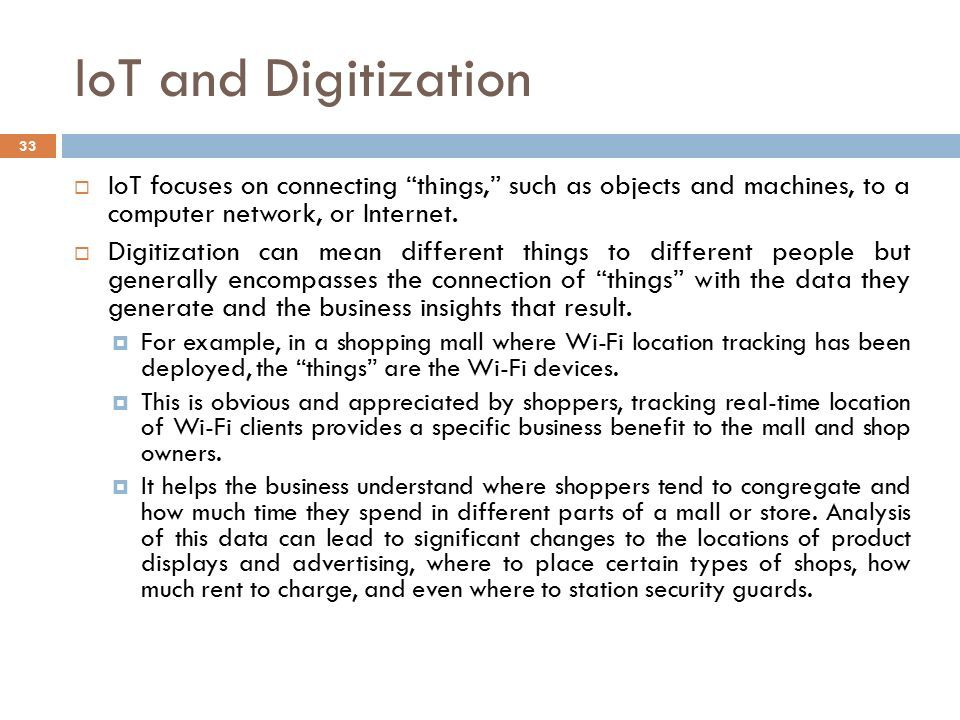 IoT and Digitization
33
IoT focuses on connecting “things,” such as objects and machines, to a
computer network, or Internet.
Digitization can mean different things to different people but
generally encompasses the connection of “things” with the data they
generate and the business insights that result.
For example, in a shopping mall where Wi-Fi location tracking has been
deployed, the “things” are the Wi-Fi devices.
This is obvious and appreciated by shoppers, tracking real-time location
of Wi-Fi clients provides a specific business benefit to the mall and shop
owners.
It helps the business understand where shoppers tend to congregate and
how much time they spend in different parts of a mall or store. Analysis
of this data can lead to significant changes to the locations of product
displays and advertising, where to place certain types of shops, how
much rent to charge, and even where to station security guards.